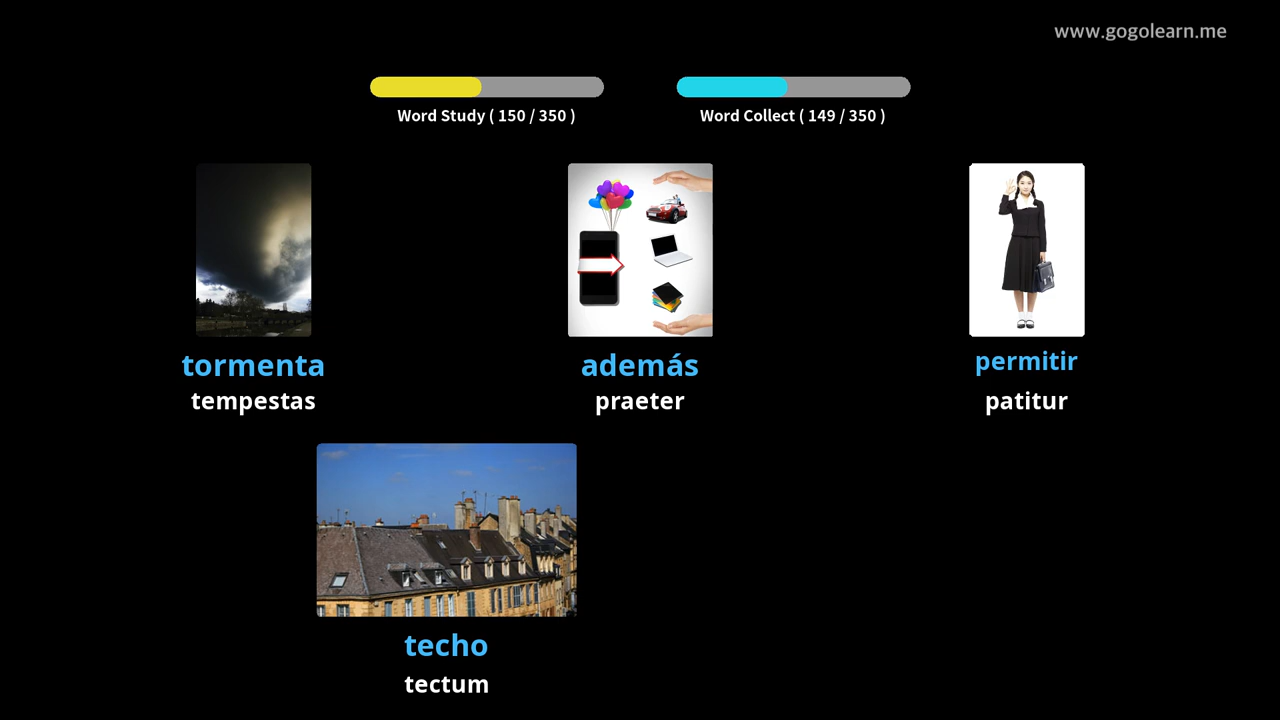 www.gogolearn.me
Word Study ( 150 / 350 )
Word Collect ( 149 / 350 )
tormenta
tempestas
además
praeter
permitir
patitur
techo
tectum